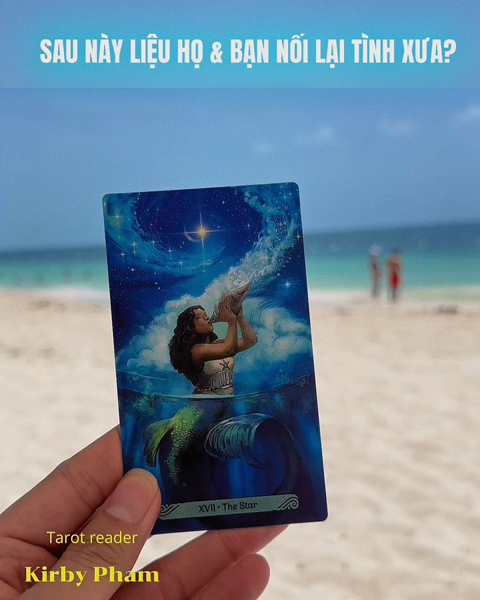 SAU NÀY LIỆU HỌ & BẠN NỐI LẠI TÌNH XƯA?
XVII • The Star
Tarot reader
Kirby Pham